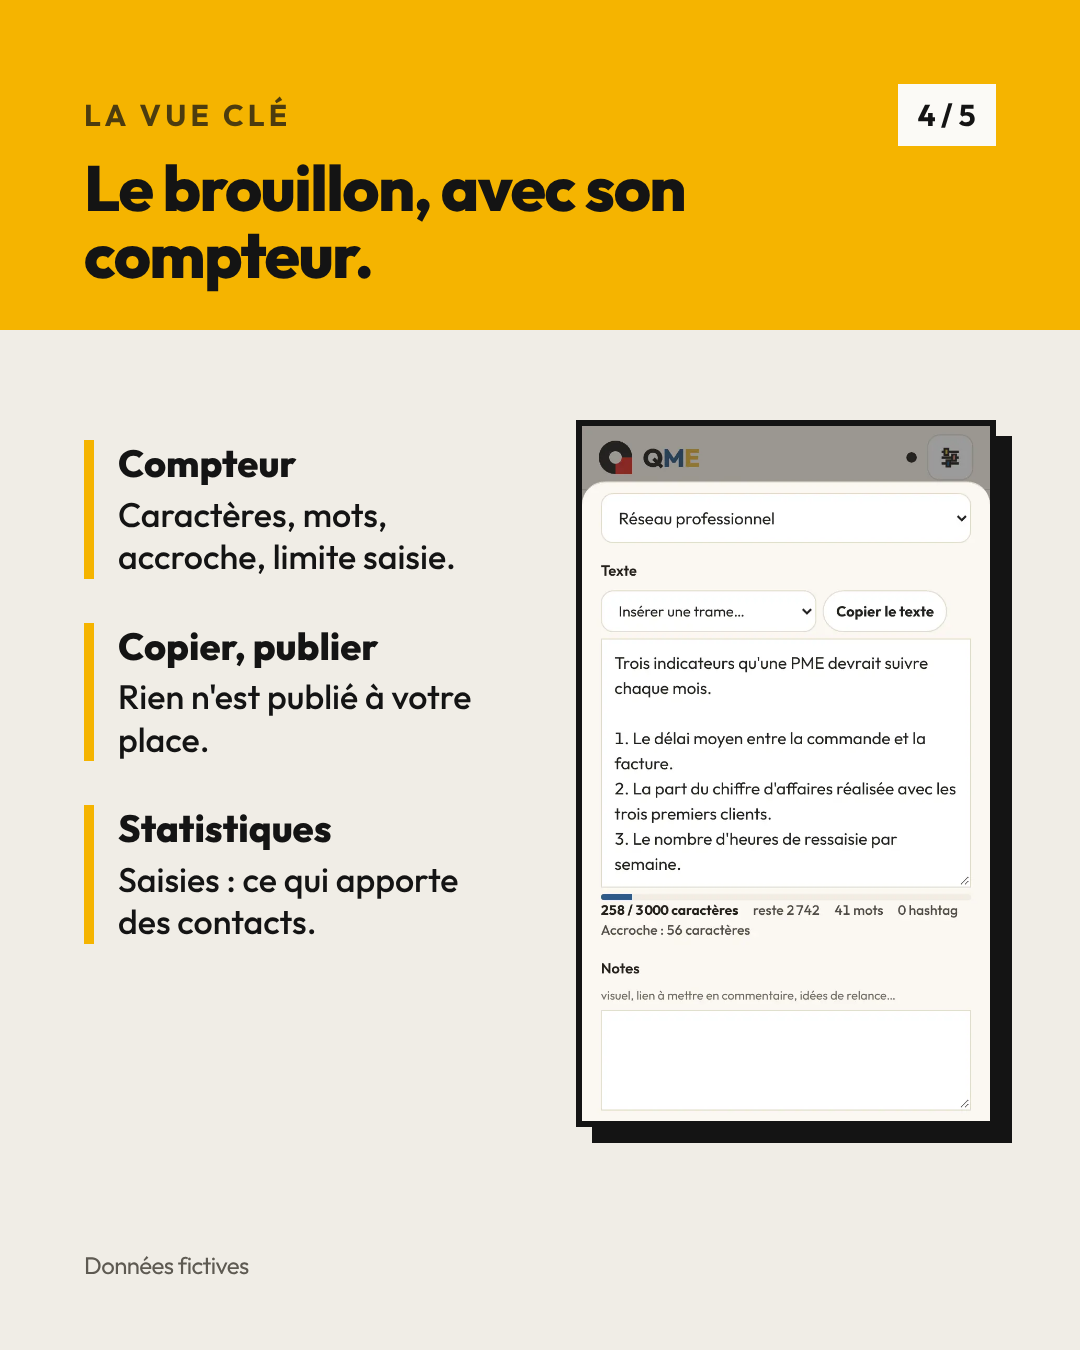 LA VUE CLÉ
4 / 5
Le brouillon, avec son
compteur.
Compteur
Caractères, mots,
accroche, limite saisie.
Copier, publier
Rien n'est publié à votre
place.
Statistiques
Saisies : ce qui apporte
des contacts.
QME
Réseau professionnel
Texte
Insérer une trame...
Copier le texte
Trois indicateurs qu'une PME devrait suivre
chaque mois.
1. Le délai moyen entre la commande et la
facture.
2. La part du chiffre d'affaires réalisée avec les
trois premiers clients.
3. Le nombre d'heures de ressaisie par
semaine.
258 / 3 000 caractères reste 2 742 41 mots 0 hashtag
Accroche : 56 caractères
Notes
visuel, lien à mettre en commentaire, idées de relance...
Données fictives